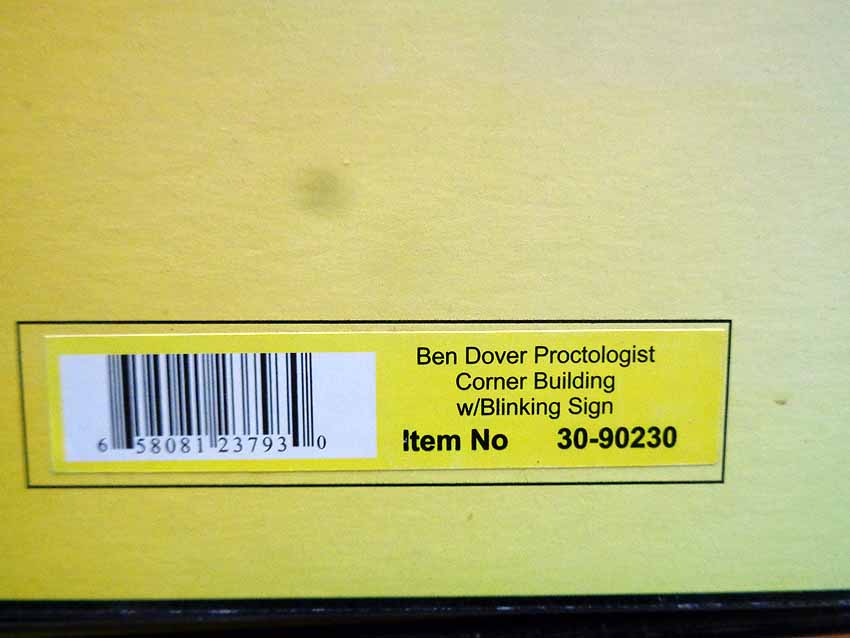 Ben Dover Proctologist
Corner Building
w/Blinking Sign
Item No 30-90230
6 58081 23793 0